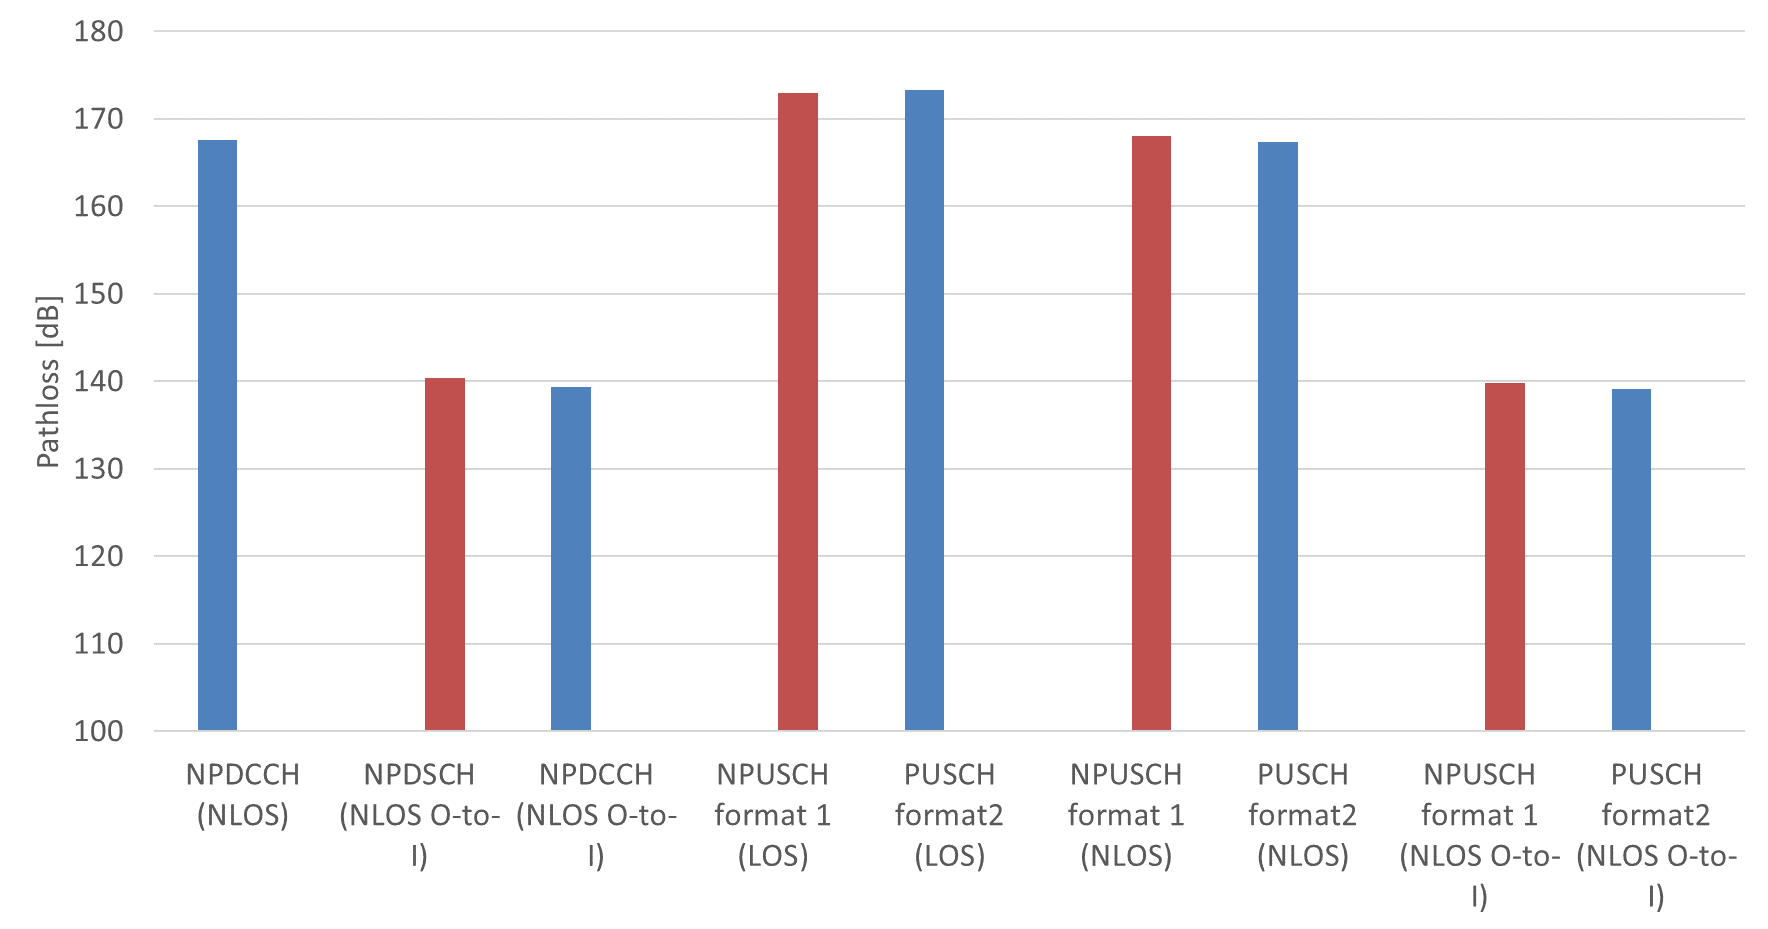 180
170
160
150
140
130
120
110
100
Pathloss [dB]
NPDCCH
(NLOS)
NPDSCH
(NLOS O-to-
I)
NPDCCH
(NLOS O-to-
I)
NPUSCH
format 1
(LOS)
PUSCH
format2
(LOS)
NPUSCH
format 1
(NLOS)
PUSCH
format2
(NLOS)
NPUSCH
format 1
(NLOS O-to-
I)
PUSCH
format2
(NLOS O-to-
I)